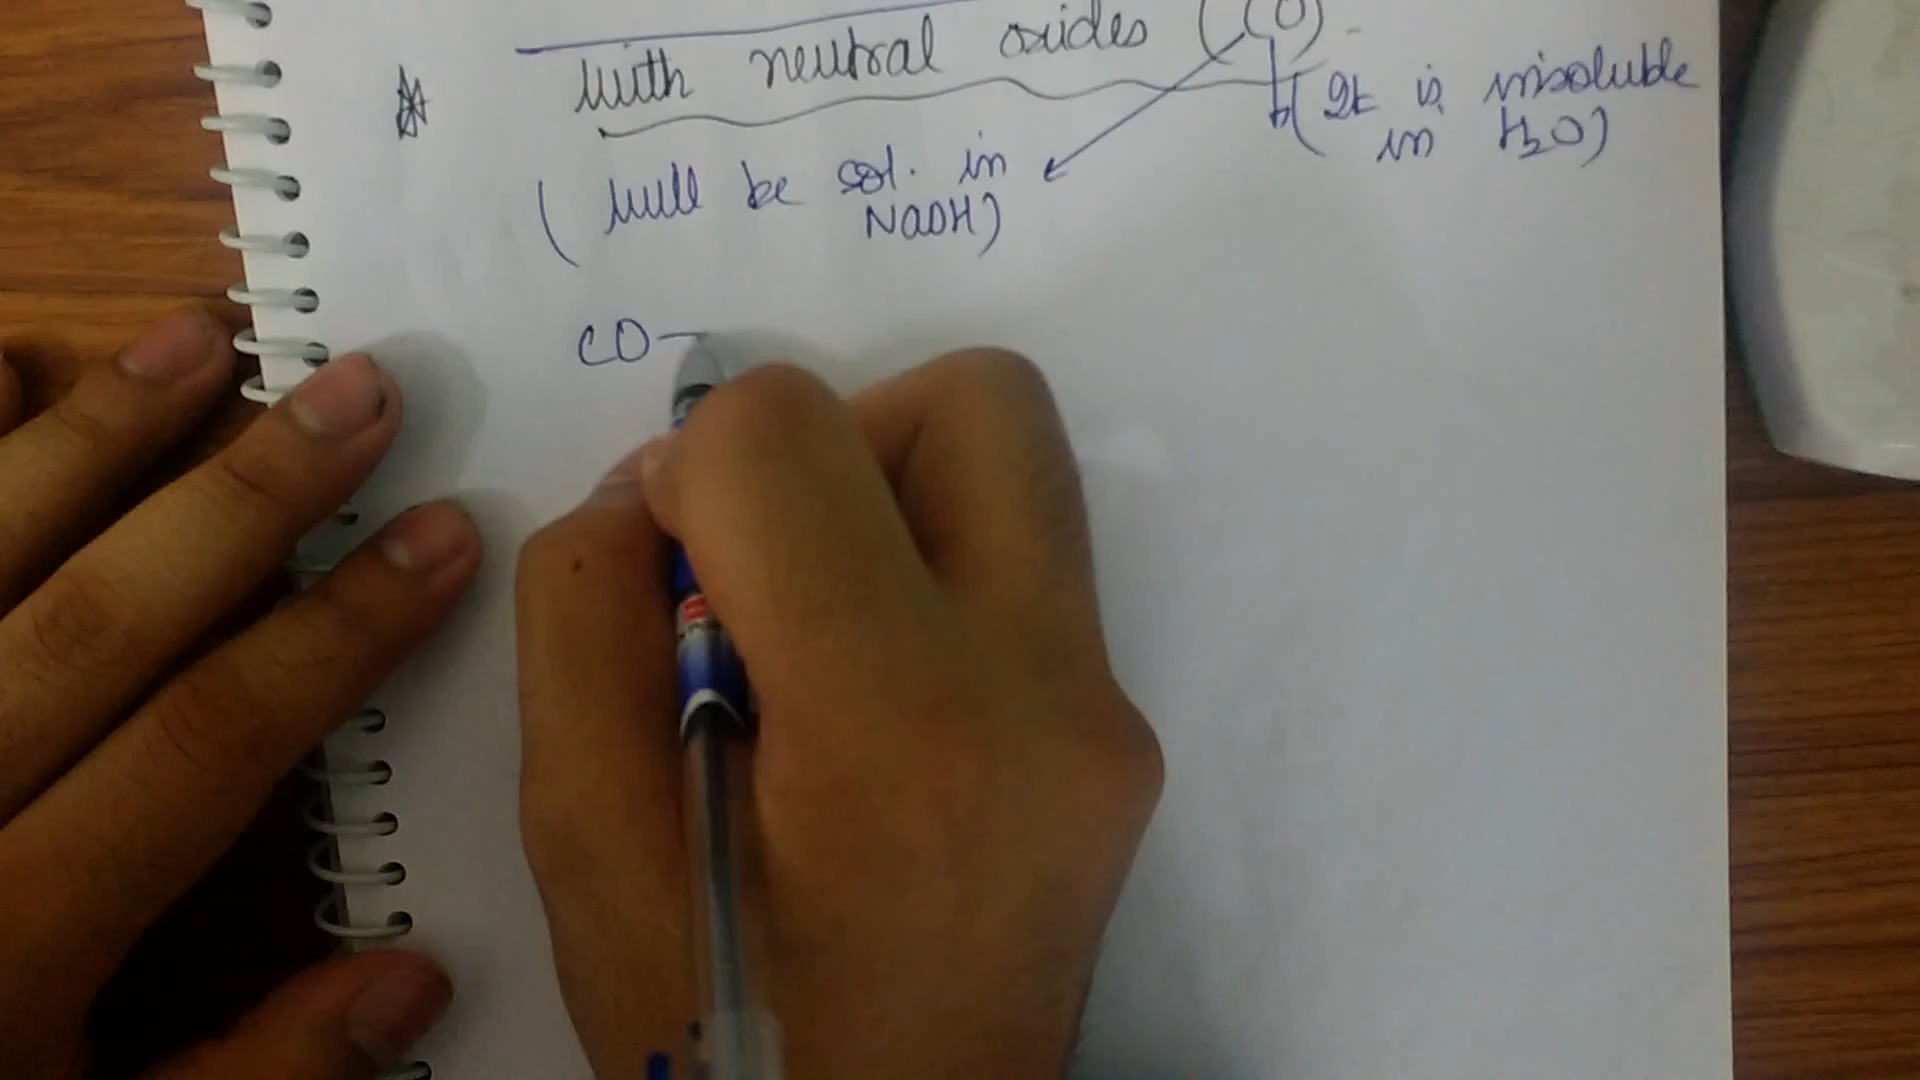 with neutral oxides (CO)
(It is insoluble
in H2O)
(will be sol. in
NaOH)
CO—